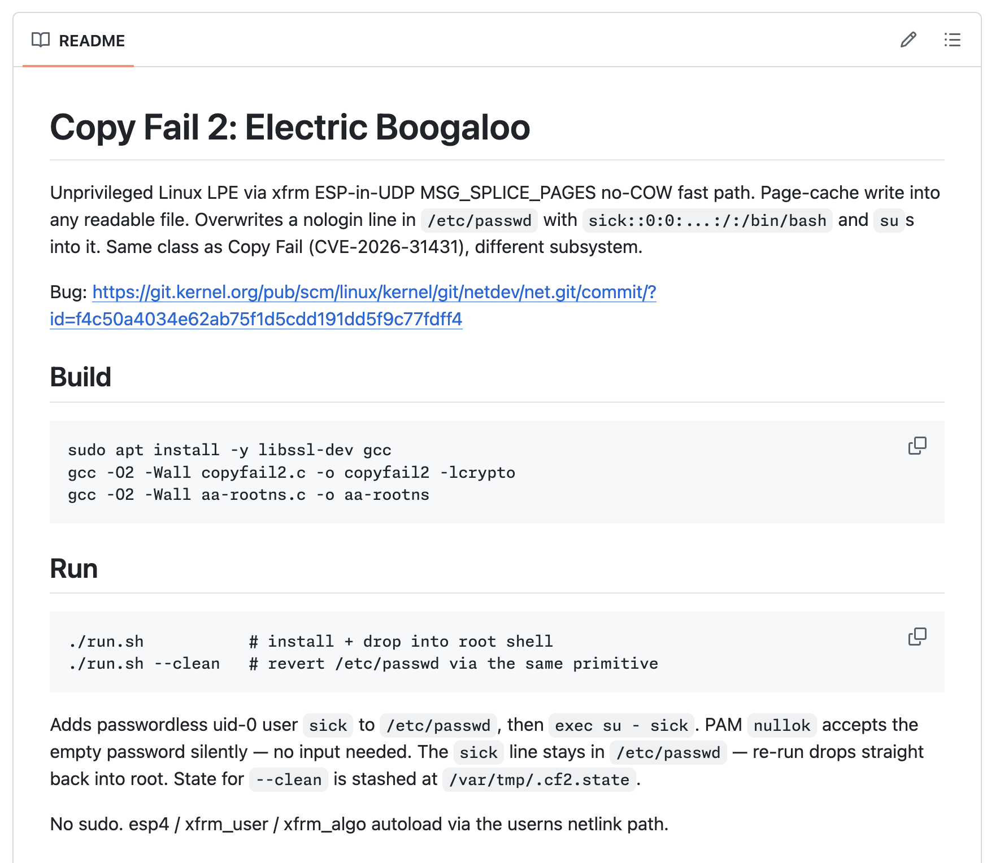 README
Copy Fail 2: Electric Boogaloo
Unprivileged Linux LPE via xfrm ESP-in-UDP MSG_SPLICE_PAGES no-COW fast path. Page-cache write into
any readable file. Overwrites a nologin line in /etc/passwd with sick::0:0:...:/:/bin/bash and su s
into it. Same class as Copy Fail (CVE-2026-31431), different subsystem.
Bug: https://git.kernel.org/pub/scm/linux/kernel/git/netdev/net.git/commit/?
id=f4c50a4034e62ab75f1d5cdd191dd5f9c77fdff4
Build
sudo apt install -y libssl-dev gcc
gcc -O2 -Wall copyfail2.c -o copyfail2 -lcrypto
gcc -O2 -Wall aa-rootns.c -o aa-rootns
Run
./run.sh           # install + drop into root shell
./run.sh --clean   # revert /etc/passwd via the same primitive
Adds passwordless uid-0 user sick to /etc/passwd, then exec su - sick. PAM nullok accepts the
empty password silently — no input needed. The sick line stays in /etc/passwd — re-run drops straight
back into root. State for --clean is stashed at /var/tmp/.cf2.state.
No sudo. esp4 / xfrm_user / xfrm_algo autoload via the userns netlink path.